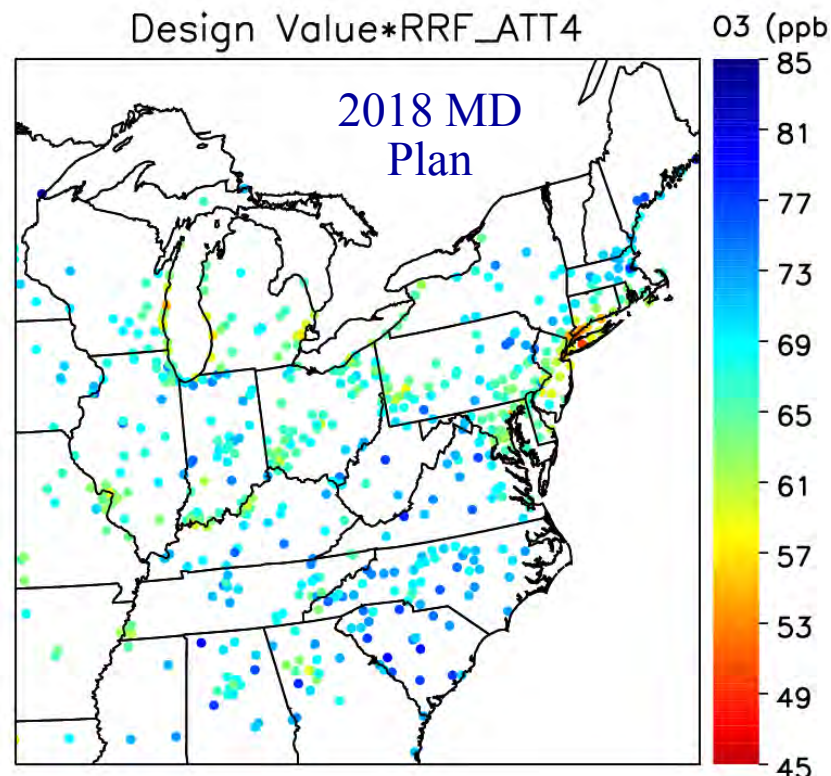 Design Value*RRF_ATT4
O3 (ppb
2018 MD
Plan
85
81
77
73
69
65
61
57
53
49
45